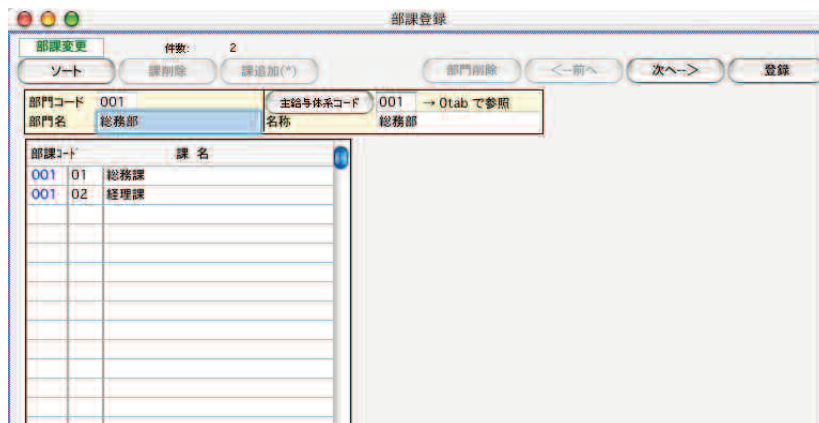 部課登録
部課変更 件数: 2
ソート 課削除 課追加(*) 部門削除 <--前へ 次へ--> 登録
部門コード 001 主給与体系コード 001 → 0tab で参照
部門名 総務部 名称 総務部
部課コード 課 名
001 01 総務課
001 02 経理課